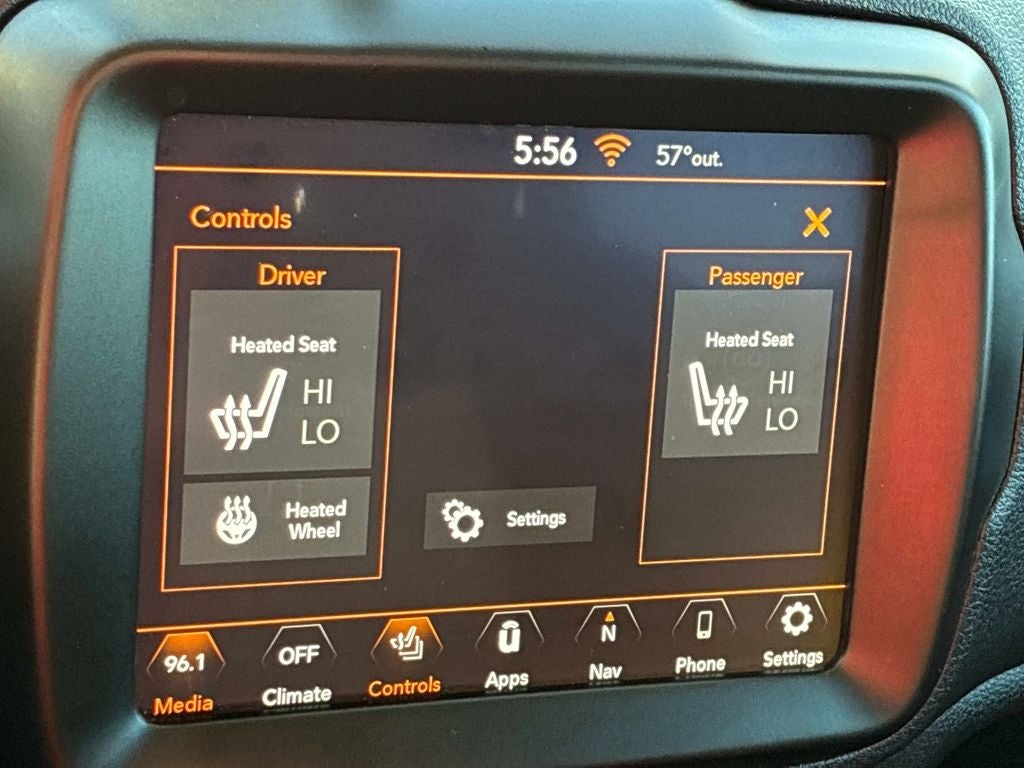 5:56 57°out.
Controls X
Driver
Heated Seat
HI
LO
Heated
Wheel
Settings
Passenger
Heated Seat
HI
LO
96.1
Media
OFF
Climate
Controls
u
Apps
N
Nav
Phone
Settings